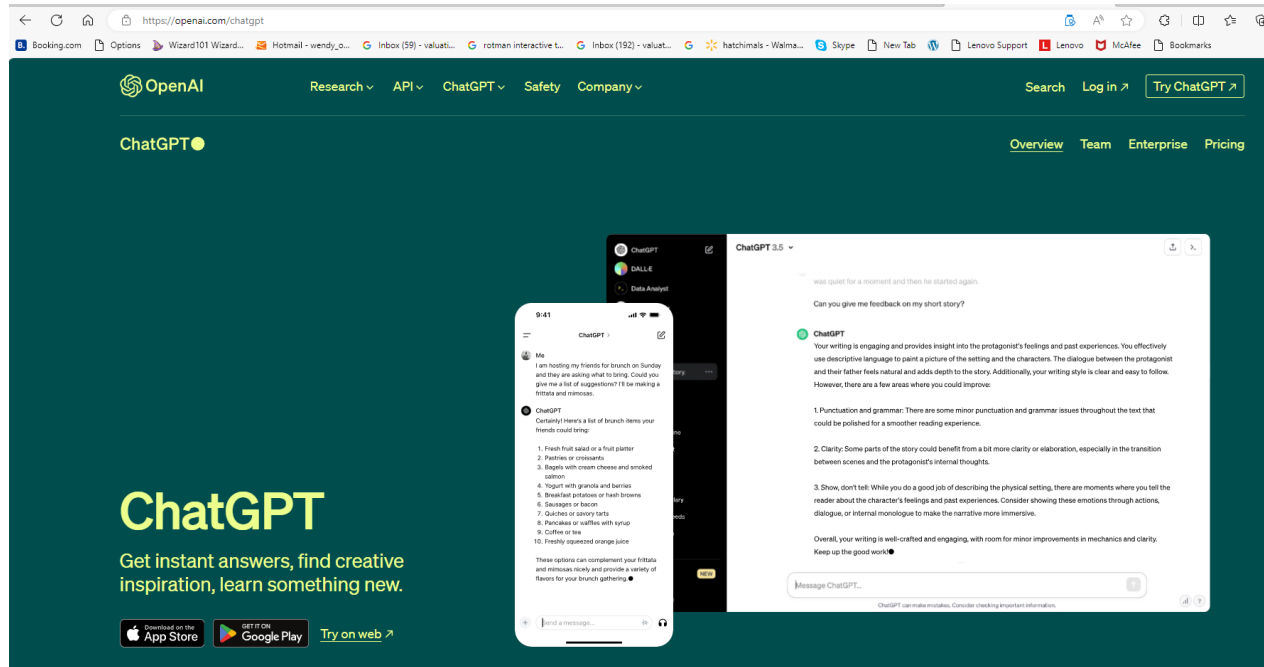 https://openai.com/chatgpt
Booking.com Options Wizard101 Wizard... Hotmail - wendy_o... Inbox (59) - valuati... rotman interactive t... Inbox (192) - valuat... hatchimals - Walma... Skype New Tab Lenovo Support Lenovo McAfee Bookmarks
OpenAI Research API ChatGPT Safety Company Search Log in ↗ Try ChatGPT ↗
ChatGPT Overview Team Enterprise Pricing
ChatGPT
DALL·E
Data Analyst
ChatGPT 3.5
was quiet for a moment and then he started again.
Can you give me feedback on my short story?
ChatGPT
Your writing is engaging and provides insight into the protagonist's feelings and past experiences. You effectively
use descriptive language to paint a picture of the setting and the characters. The dialogue between the protagonist
and their father feels natural and adds depth to the story. Additionally, your writing style is clear and easy to follow.
However, there are a few areas where you could improve:
1. Punctuation and grammar: There are some minor punctuation and grammar issues throughout the text that
could be polished for a smoother reading experience.
2. Clarity: Some parts of the story could benefit from a bit more clarity or elaboration, especially in the transition
between scenes and the protagonist's internal thoughts.
3. Show, don't tell: While you do a good job of describing the physical setting, there are moments where you tell the
reader about the character's feelings and past experiences. Consider showing these emotions through actions,
dialogue, or internal monologue to make the narrative more immersive.
Overall, your writing is well-crafted and engaging, with room for minor improvements in mechanics and clarity.
Keep up the good work!
NEW
Message ChatGPT...
ChatGPT can make mistakes. Consider checking important information.
?
9:41
ChatGPT >
Me
I am hosting my friends for brunch on Sunday
and they are asking what to bring. Could you
give me a list of suggestions? I'll be making a
frittata and mimosas.
ChatGPT
Certainly! Here's a list of brunch items your
friends could bring:
1. Fresh fruit salad or a fruit platter
2. Pastries or croissants
3. Bagels with cream cheese and smoked
salmon
4. Yogurt with granola and berries
5. Breakfast potatoes or hash browns
6. Sausages or bacon
7. Quiches or savory tarts
8. Pancakes or waffles with syrup
9. Coffee or tea
10. Freshly squeezed orange juice
These options can complement your frittata
and mimosas nicely and provide a variety of
flavors for your brunch gathering.
Send a message...
ChatGPT
Get instant answers, find creative
inspiration, learn something new.
Download on the App Store GET IT ON Google Play Try on web ↗